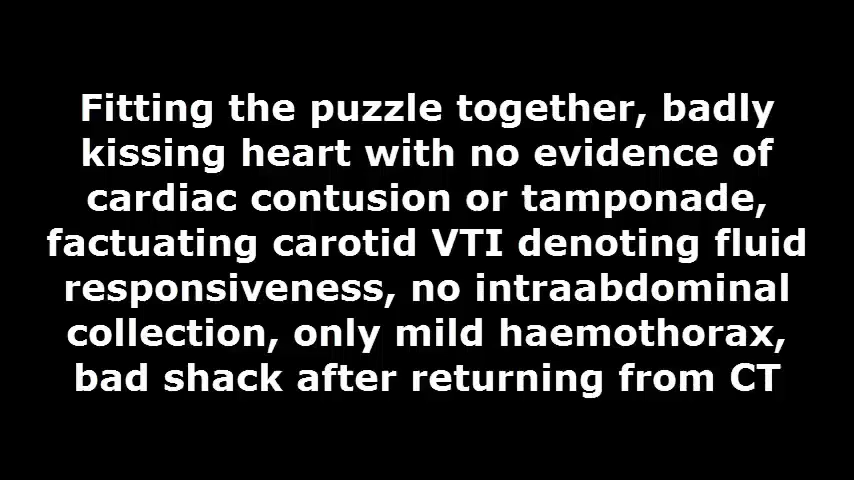 Fitting the puzzle together, badly
kissing heart with no evidence of
cardiac contusion or tamponade,
factuating carotid VTI denoting fluid
responsiveness, no intraabdominal
collection, only mild haemothorax,
bad shack after returning from CT